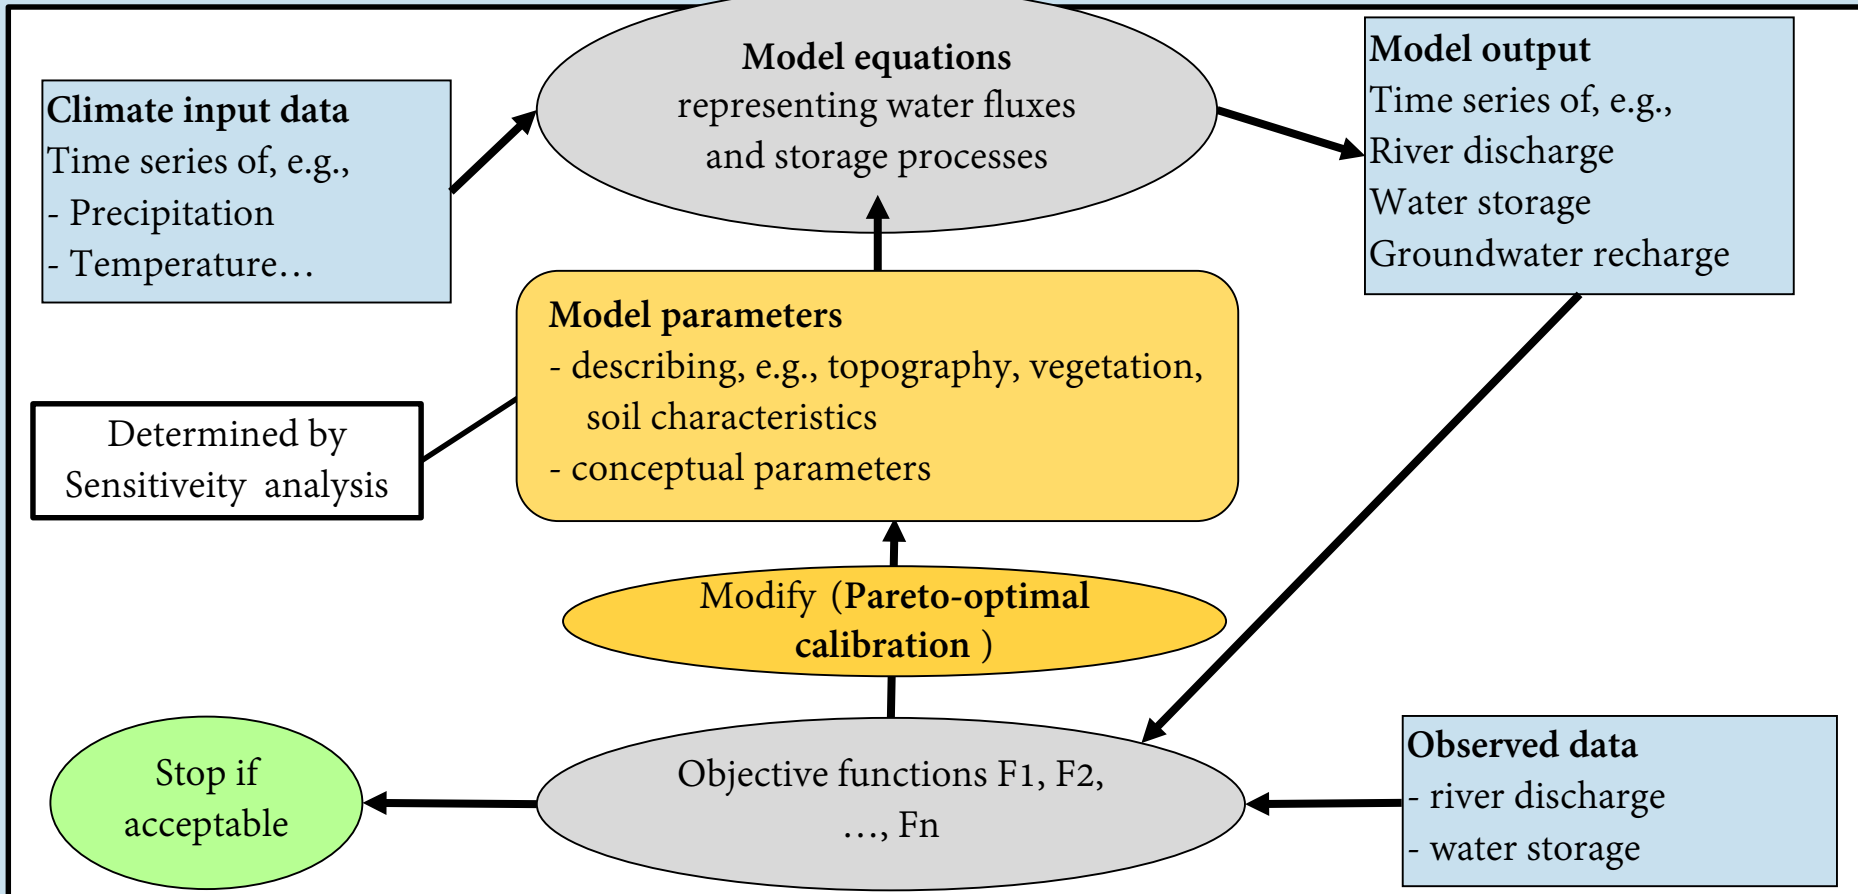 Climate input data
Time series of, e.g.,
- Precipitation
- Temperature…
Model equations
representing water fluxes
and storage processes
Model output
Time series of, e.g.,
River discharge
Water storage
Groundwater recharge
Model parameters
- describing, e.g., topography, vegetation,
soil characteristics
- conceptual parameters
Determined by
Sensitiveity analysis
Modify (Pareto-optimal
calibration )
Stop if
acceptable
Objective functions F1, F2,
…, Fn
Observed data
- river discharge
- water storage